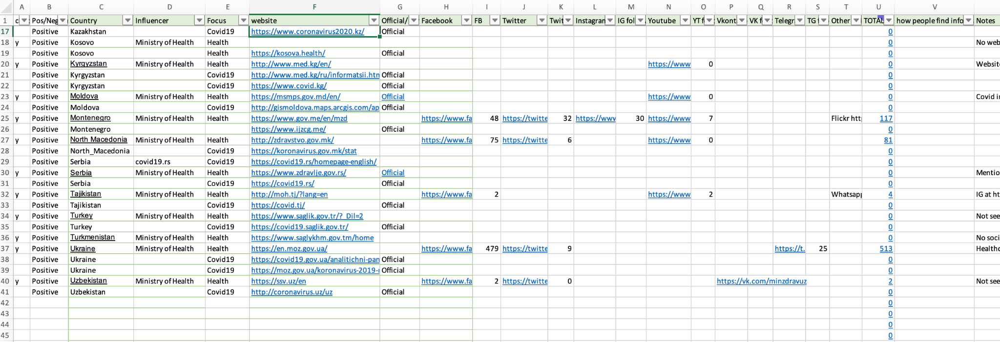 A B C D E F G H I J K L M N O P Q R S T U V
1 c Pos/Neg Country Influencer Focus website Official/ Facebook FB Twitter Twit Instagran IG fol Youtube YT f Vkont VK f Telegr TG f Other TOTAL how people find info Notes
17 Positive Kazakhstan Covid19 https://www.coronavirus2020.kz/ Official 0
18 y Positive Kosovo Ministry of Health Health 0 No web
19 Positive Kosovo Health https://kosova.health/ Official 0
20 y Positive Kyrgyzstan Ministry of Health Health http://www.med.kg/en/ https://www 0 0 Website
21 Positive Kyrgyzstan Covid19 http://www.med.kg/ru/informatsii.htn Official 0
22 Positive Kyrgyzstan Covid19 https://www.covid.kg/ Official 0
23 y Positive Moldova Ministry of Health Health https://msmps.gov.md/en/ Official https://www 0 0 Covid i
24 Positive Moldova Covid19 http://gismoldova.maps.arcgis.com/ap Official 0
25 y Positive Montenegro Ministry of Health Health https://www.gov.me/en/mzd https://www.fa 48 https://twitte 32 https://www 30 https://www 7 Flickr htt 117
26 Positive Montenegro https://www.ijzcg.me/ Official 0
27 y Positive North Macedonia Ministry of Health Health http://zdravstvo.gov.mk/ https://www.fa 75 https://twitte 6 https://www 0 81
28 Positive North_Macedonia Covid19 https://koronavirus.gov.mk/stat 0
29 Positive Serbia covid19.rs Covid19 https://covid19.rs/homepage-english/ 0
30 y Positive Serbia Ministry of Health Health https://www.zdravlje.gov.rs/ Official 0 Mentio
31 Positive Serbia Covid19 https://covid19.rs/ Official 0
32 y Positive Tajikistan Ministry of Health Health http://moh.tj/?lang=en https://www.fa 2 https://www 2 Whatsapp 4 IG at ht
33 Positive Tajikistan Covid19 https://covid.tj/ Official 0
34 y Positive Turkey Ministry of Health Health https://www.saglik.gov.tr/?_Dil=2 0 Not see
35 Positive Turkey Covid19 https://covid19.saglik.gov.tr/ Official 0
36 y Positive Turkmenistan Ministry of Health Health https://www.saglykhm.gov.tm/home 0 No soci
37 y Positive Ukraine Ministry of Health Health https://en.moz.gov.ua/ https://www.fa 479 https://twitte 9 https://t. 25 513 Healthc
38 Positive Ukraine Covid19 https://covid19.gov.ua/analitichni-pan Official 0
39 Positive Ukraine Covid19 https://moz.gov.ua/koronavirus-2019-r Official 0
40 y Positive Uzbekistan Ministry of Health Health https://ssv.uz/en https://www.fa 2 https://twitte 0 https://vk.com/minzdravuz 2 Not see
41 Positive Uzbekistan Covid19 http://coronavirus.uz/uz Official 0
42 0
43 0
44 0
45 0